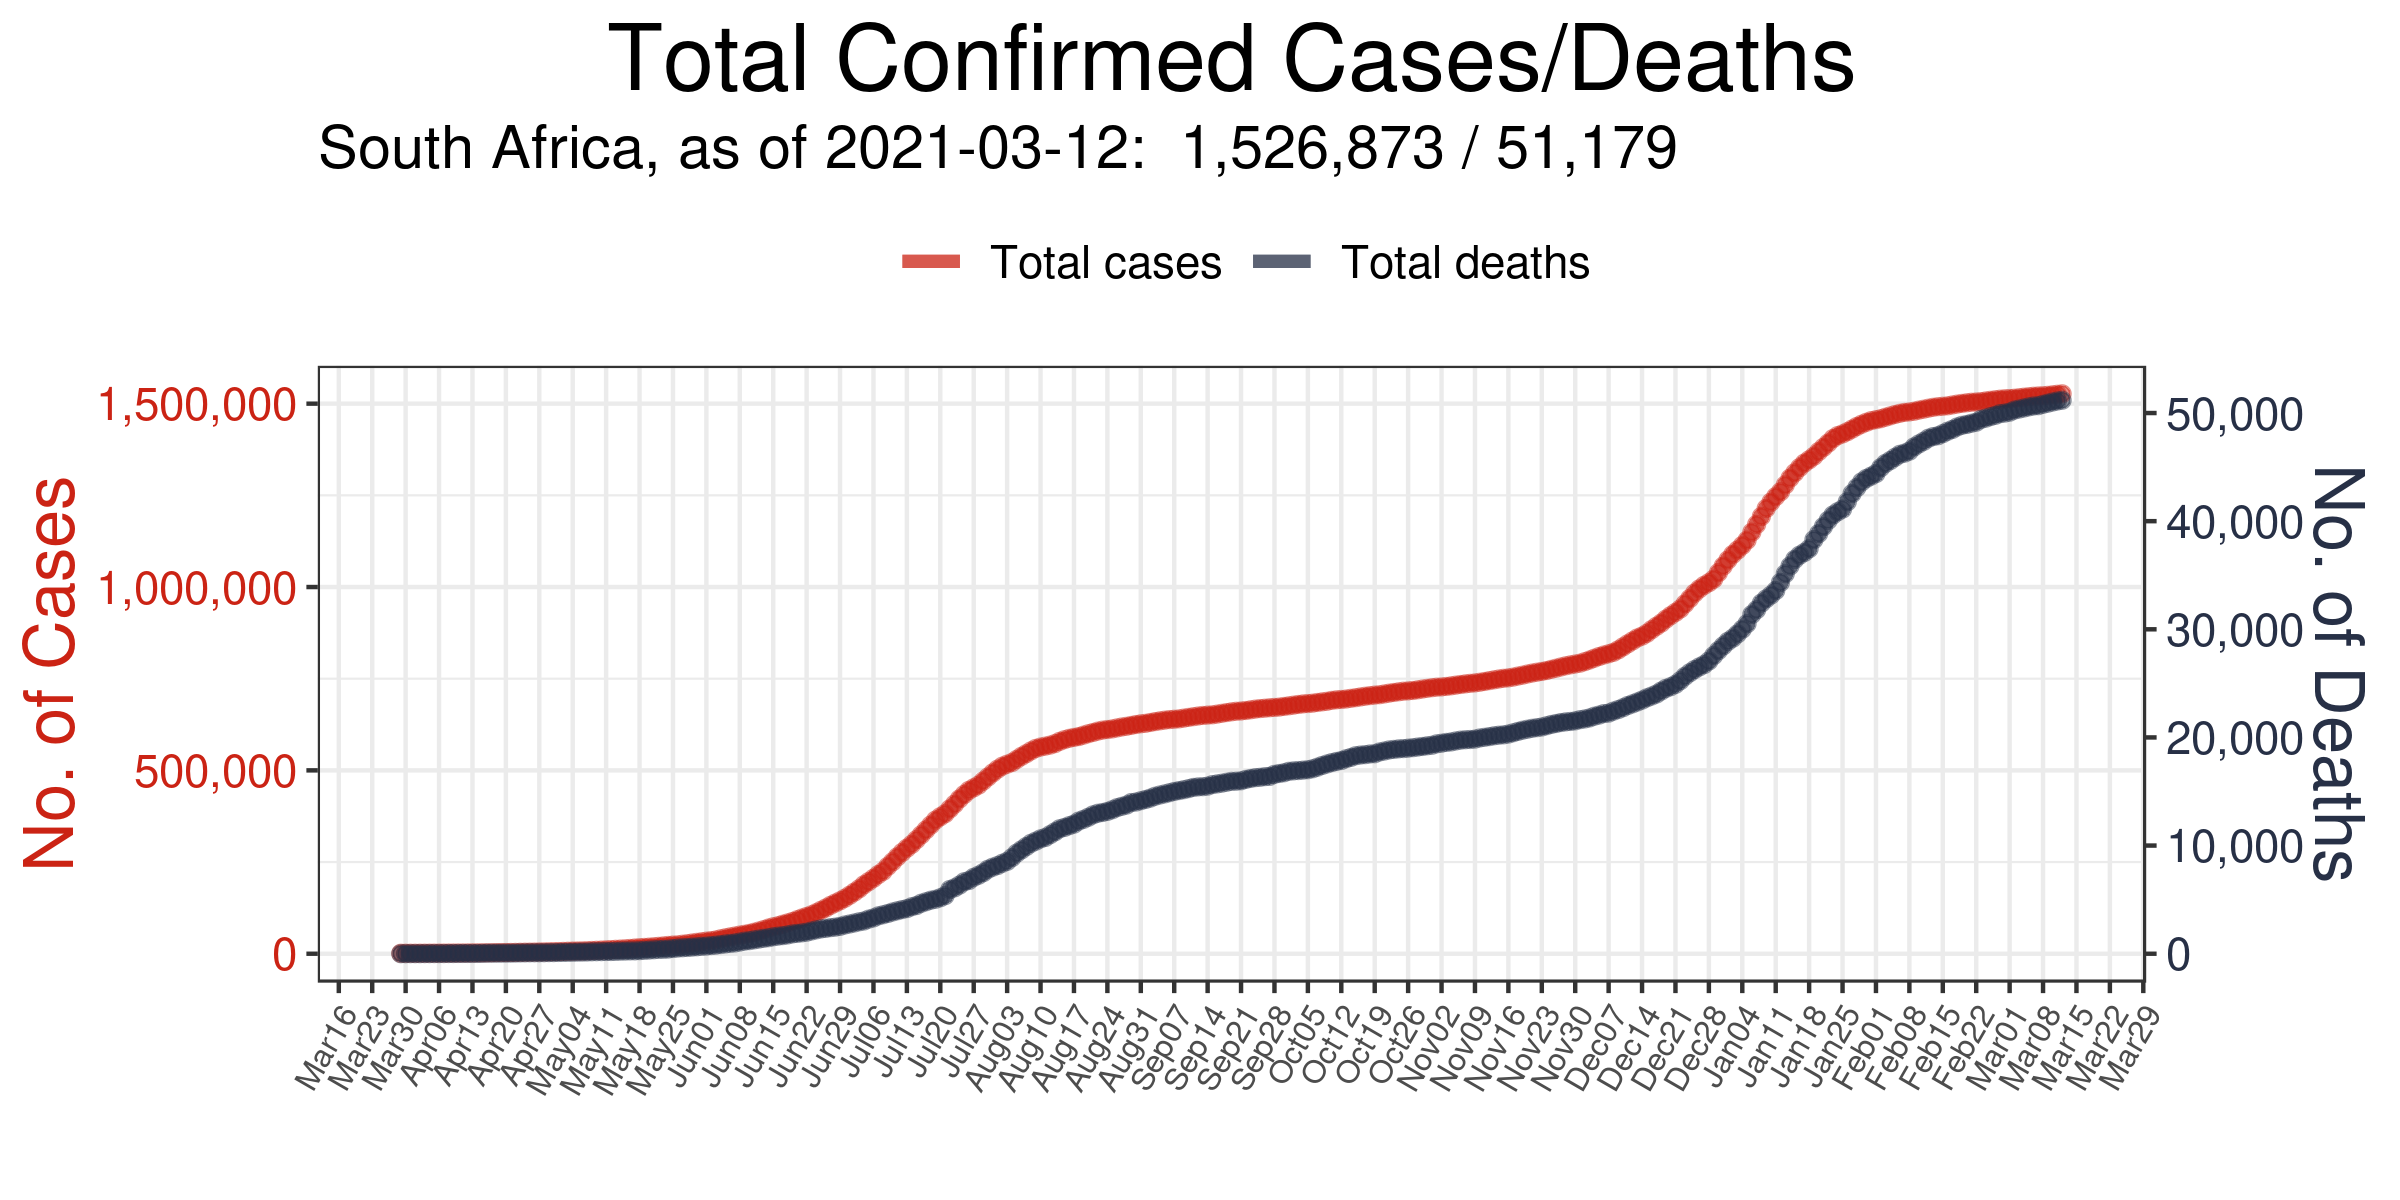 Total Confirmed Cases/Deaths
South Africa, as of 2021-03-12:  1,526,873 / 51,179
Total cases
Total deaths
No. of Cases
1,500,000
1,000,000
500,000
0
50,000
40,000
30,000
20,000
10,000
0
No. of Deaths
Mar16
Mar23
Mar30
Apr06
Apr13
Apr20
Apr27
May04
May11
May18
May25
Jun01
Jun08
Jun15
Jun22
Jun29
Jul06
Jul13
Jul20
Jul27
Aug03
Aug10
Aug17
Aug24
Aug31
Sep07
Sep14
Sep21
Sep28
Oct05
Oct12
Oct19
Oct26
Nov02
Nov09
Nov16
Nov23
Nov30
Dec07
Dec14
Dec21
Dec28
Jan04
Jan11
Jan18
Jan25
Feb01
Feb08
Feb15
Feb22
Mar01
Mar08
Mar15
Mar22
Mar29